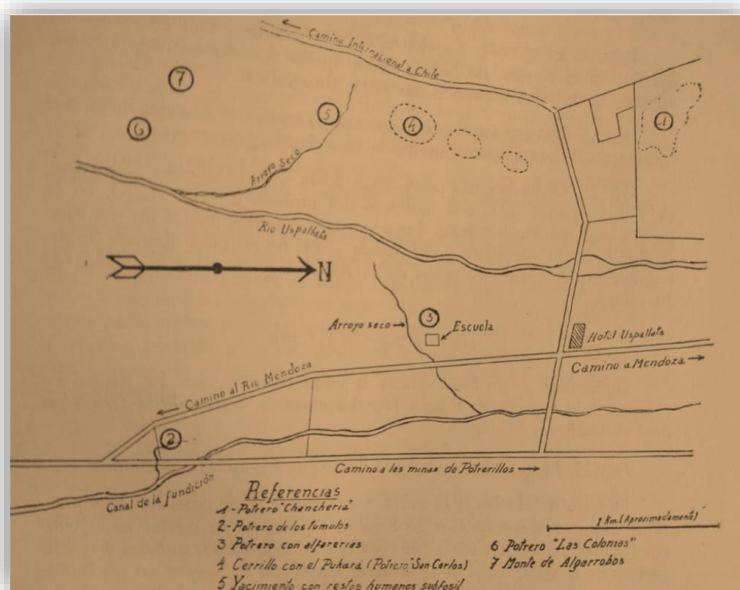 ← Camino Internacional a Chile
7
6
5
4
1
Arroyo Seco
Rio Uspallata
N
3
Arroyo seco→
Escuela
Hotel Uspallata
Camino a Mendoza→
← Camino al Rio Mendoza
2
Camino a las minas de Potrerillos →
Canal de la fundición
Referencias
1-Potrero "Chancheria"
2-Potrero de los tumulos
3 Potrero con alfarerias
4 Cerrillo con el Pukara (Potrero, San Carlos)
5 Yacimiento con restos humanos subfosil
1 Km. (Aproximadamente)
6 Potrero "Las Colonias"
7 Monte de Algarrobos